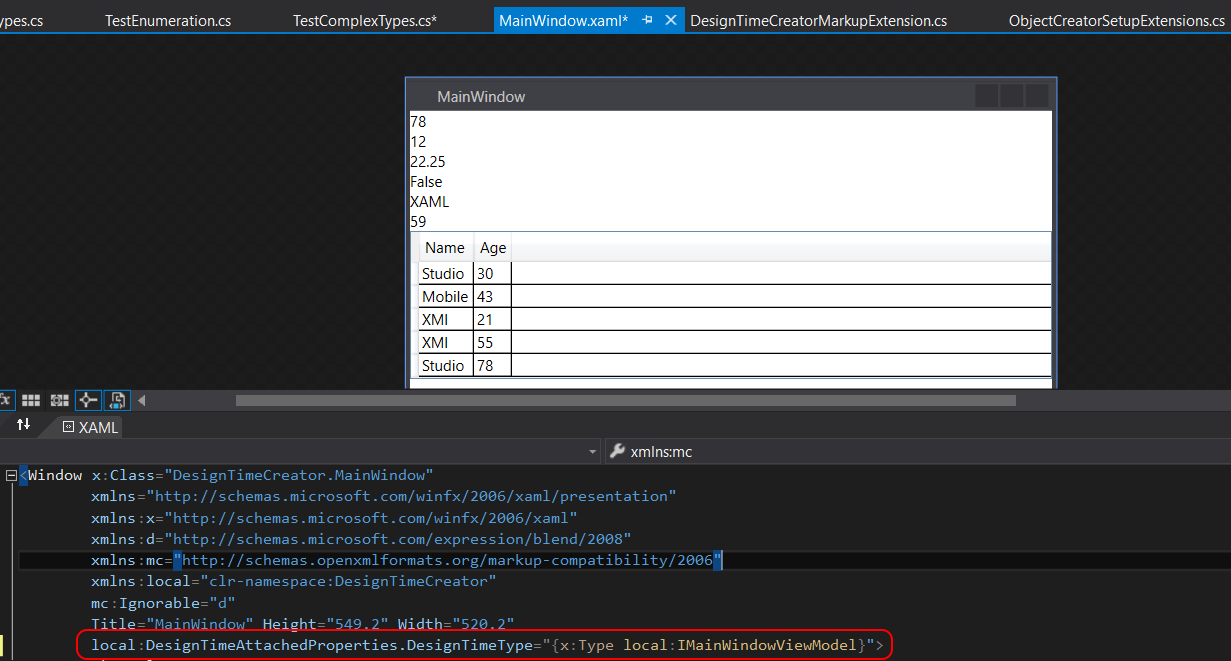 ypes.cs TestEnumeration.cs TestComplexTypes.cs* MainWindow.xaml* DesignTimeCreatorMarkupExtension.cs ObjectCreatorSetupExtensions.cs
MainWindow
78
12
22.25
False
XAML
59
Name Age
Studio 30
Mobile 43
XMI 21
XMI 55
Studio 78
fx
XAML
xmlns:mc
<Window x:Class="DesignTimeCreator.MainWindow"
xmlns="http://schemas.microsoft.com/winfx/2006/xaml/presentation"
xmlns:x="http://schemas.microsoft.com/winfx/2006/xaml"
xmlns:d="http://schemas.microsoft.com/expression/blend/2008"
xmlns:mc="http://schemas.openxmlformats.org/markup-compatibility/2006"
xmlns:local="clr-namespace:DesignTimeCreator"
mc:Ignorable="d"
Title="MainWindow" Height="549.2" Width="520.2"
local:DesignTimeAttachedProperties.DesignTimeType="{x:Type local:IMainWindowViewModel}">